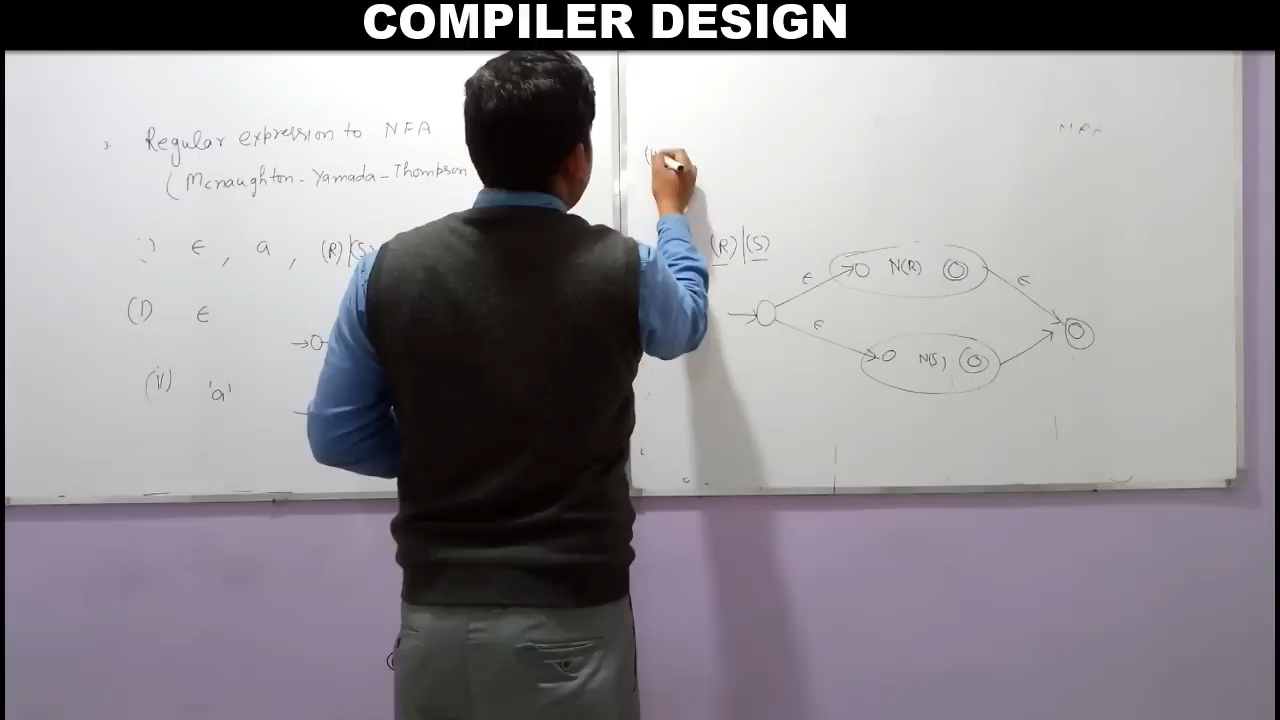 COMPILER DESIGN
Regular expression to NFA
( Mcnaughton - Yamada - Thompson
ϵ , a , (R)|(S)
(I) ϵ
(ii) 'a'
(R)|(S)
ϵ N(R) ϵ
ϵ N(S)